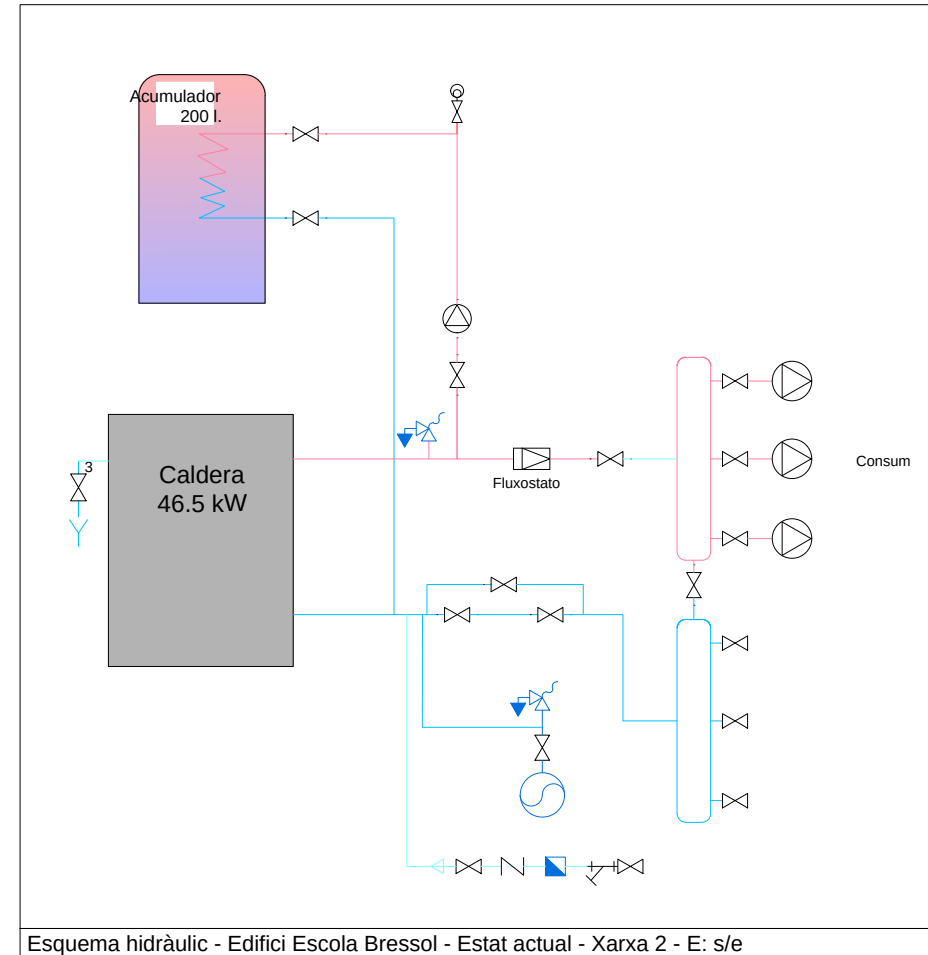 Acumulador
200 l.
3
Caldera
46.5 kW
Fluxostato
Consum
Esquema hidràulic - Edifici Escola Bressol - Estat actual - Xarxa 2 - E: s/e